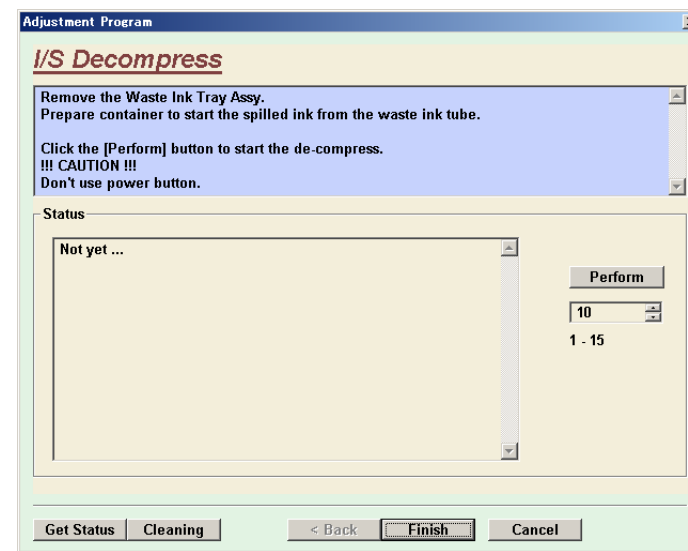 Adjustment Program
I/S Decompress
Remove the Waste Ink Tray Assy.
Prepare container to start the spilled ink from the waste ink tube.
Click the [Perform] button to start the de-compress.
!!! CAUTION !!!
Don't use power button.
Status
Not yet ...
Perform
10
1 - 15
Get Status
Cleaning
< Back
Finish
Cancel